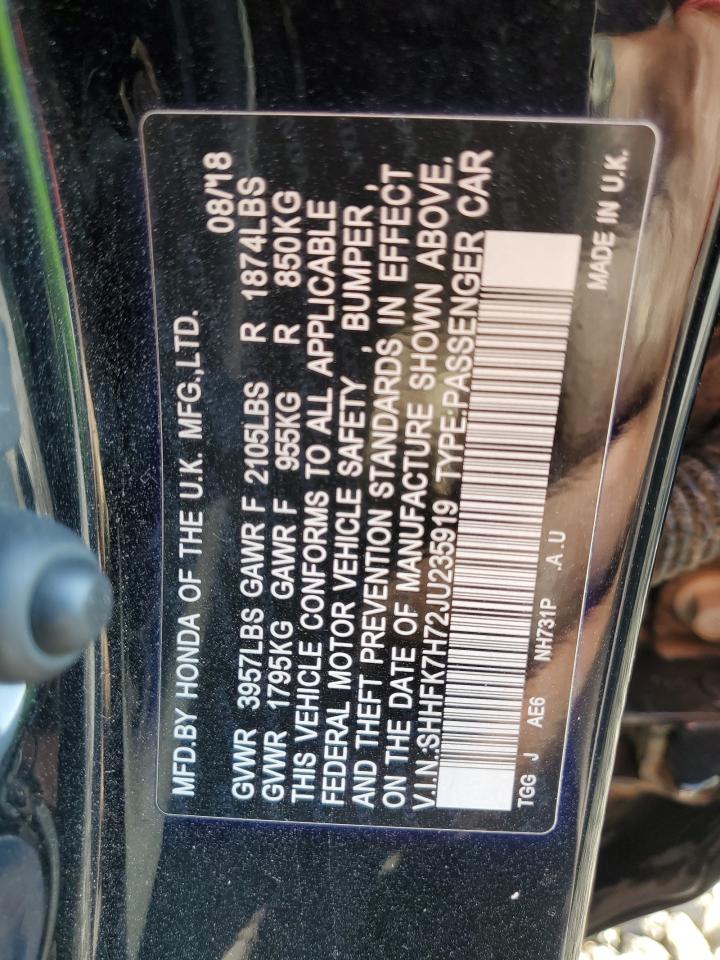 MFD.BY HONDA OF THE U.K. MFG.,LTD.
08/'18
GVWR 3957LBS GAWR F 2105LBS R 1874LBS
GVWR 1795KG GAWR F 955KG R 850KG
THIS VEHICLE CONFORMS TO ALL APPLICABLE
FEDERAL MOTOR VEHICLE SAFETY , BUMPER ,
AND THEFT PREVENTION STANDARDS IN EFFECT
ON THE DATE OF MANUFACTURE SHOWN ABOVE.
V.I.N.:SHHFK7H72JU235919 TYPE:PASSENGER CAR
TGG J AE6 NH731P .A.U
MADE IN U.K.